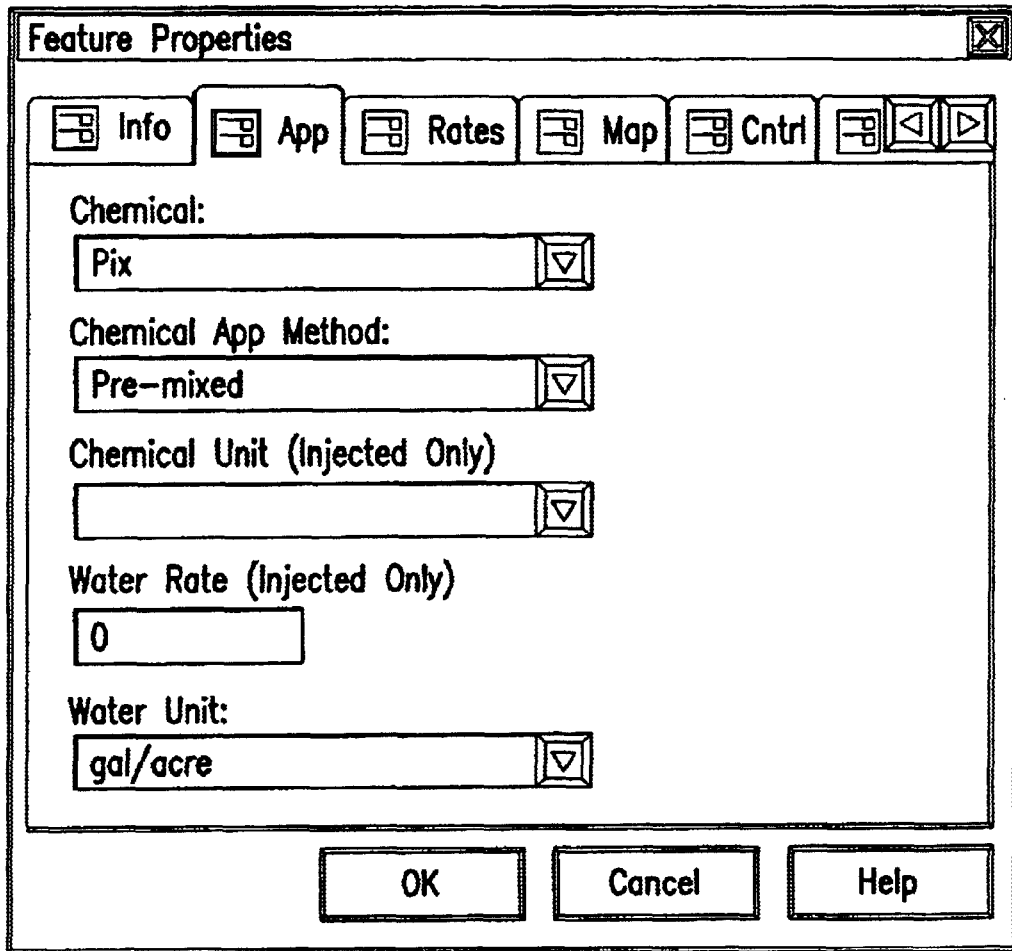 Feature Properties
Info App Rates Map Cntrl
Chemical:
Pix
Chemical App Method:
Pre-mixed
Chemical Unit (Injected Only)
Water Rate (Injected Only)
0
Water Unit:
gal/acre
OK Cancel Help